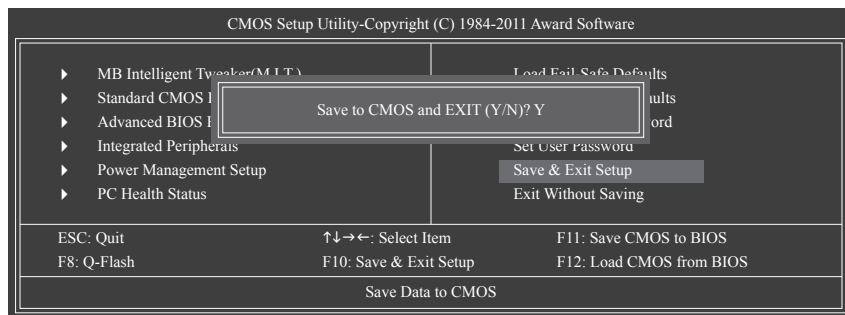 CMOS Setup Utility-Copyright (C) 1984-2011 Award Software
MB Intelligent Tweaker(M.I.T.)
Standard CMOS
Advanced BIOS
Integrated Peripherals
Power Management Setup
PC Health Status
Load Fail-Safe Defaults
Set User Password
Save & Exit Setup
Exit Without Saving
Save to CMOS and EXIT (Y/N)? Y
ESC: Quit
↑↓→←: Select Item
F11: Save CMOS to BIOS
F8: Q-Flash
F10: Save & Exit Setup
F12: Load CMOS from BIOS
Save Data to CMOS